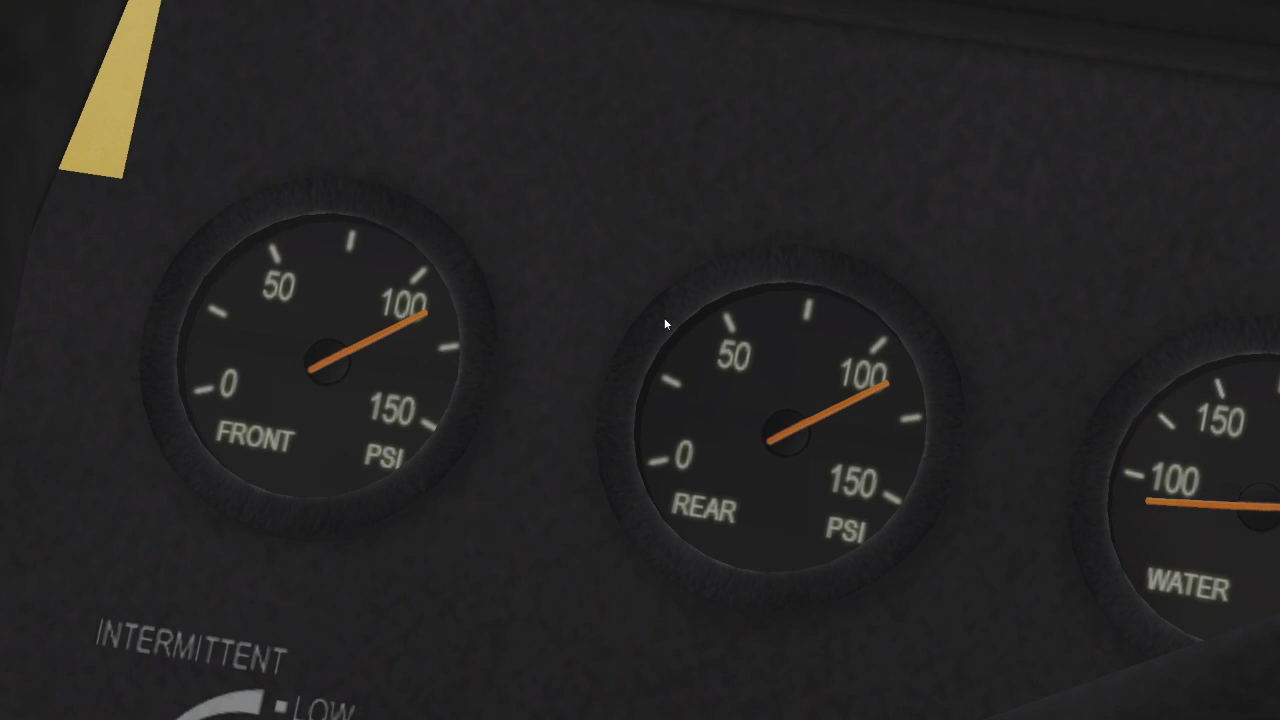 50
100
0
150
FRONT
PSI
50
100
0
150
REAR
PSI
150
100
WATER
INTERMITTENT
LOW